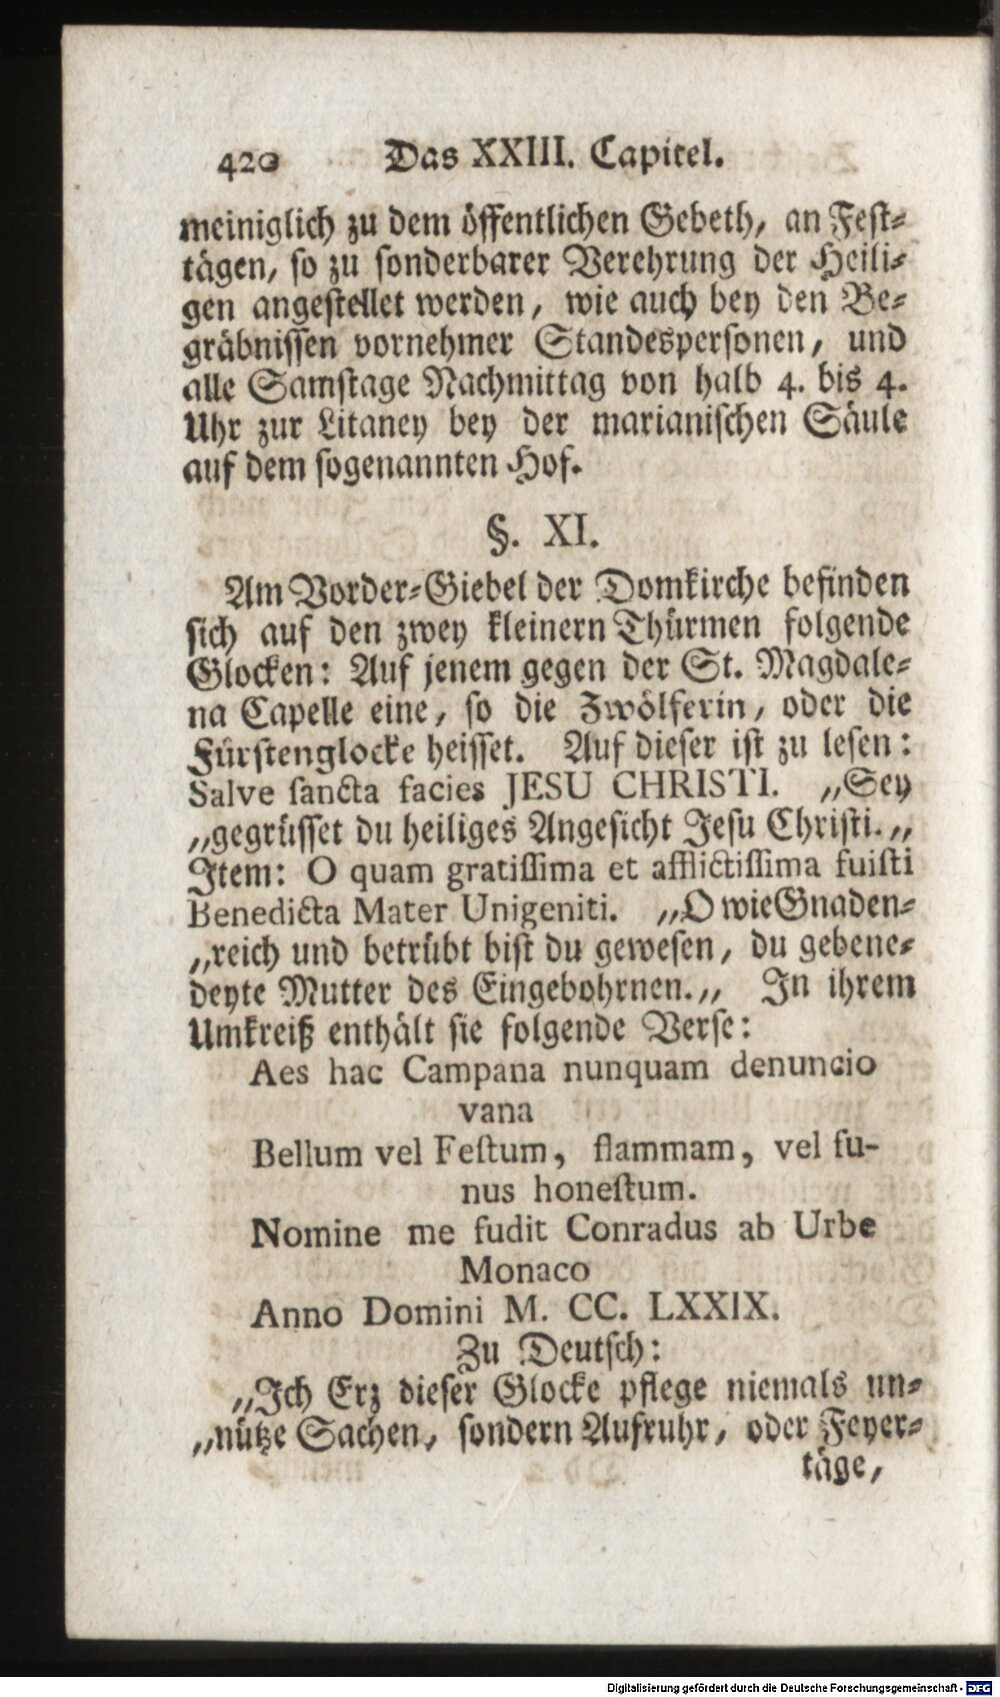 420 Das XXIII. Capitel.
meiniglich zu dem öffentlichen Gebeth, an Fest-
tägen, so zu sonderbarer Verehrung der Heili-
gen angestellet werden, wie auch bey den Be-
gräbnissen vornehmer Standespersonen, und
alle Samstage Nachmittag von halb 4. bis 4.
Uhr zur Litaney bey der marianischen Säule
auf dem sogenannten Hof.
§. XI.
Am Vorder-Giebel der Domkirche befinden
sich auf den zwey kleinern Thürmen folgende
Glocken: Auf jenem gegen der St. Magdale-
na Capelle eine, so die Zwölferin, oder die
Fürstenglocke heisset. Auf dieser ist zu lesen:
Salve sancta facies JESU CHRISTI. „Sey
„gegrüsset du heiliges Angesicht Jesu Christi.„
Item: O quam gratissima et afflictissima fuisti
Benedicta Mater Unigeniti. „O wie Gnaden-
„reich und betrübt bist du gewesen, du gebene-
deyte Mutter des Eingebohrnen.„ In ihrem
Umkreiß enthält sie folgende Verse:
Aes hac Campana nunquam denuncio
vana
Bellum vel Festum, flammam, vel fu-
nus honestum.
Nomine me fudit Conradus ab Urbe
Monaco
Anno Domini M. CC. LXXIX.
Zu Deutsch:
„Ich Erz dieser Glocke pflege niemals un-
„nütze Sachen, sondern Aufruhr, oder Feyer-
täge,
Digitalisierung gefördert durch die Deutsche Forschungsgemeinschaft - DFG